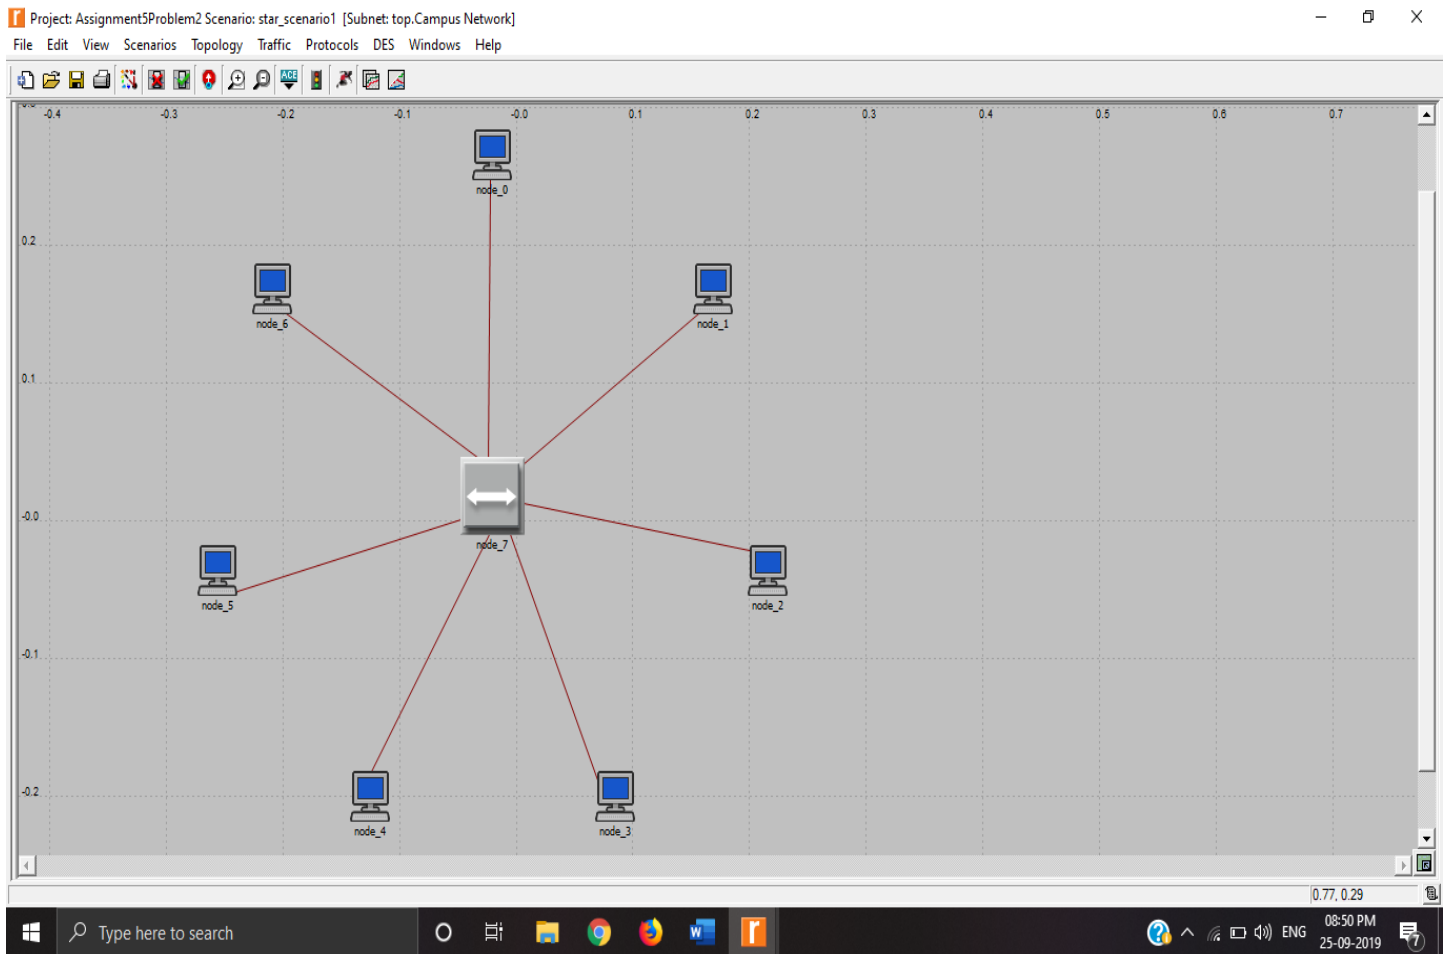 Project: Assignment5Problem2 Scenario: star_scenario1 [Subnet: top.Campus Network]
File Edit View Scenarios Topology Traffic Protocols DES Windows Help
ACE
-0.4 -0.3 -0.2 -0.1 -0.0 0.1 0.2 0.3 0.4 0.5 0.6 0.7
node_0
0.2
node_6
node_1
0.1
-0.0
node_7
node_5
node_2
-0.1
-0.2
node_4
node_3
0.77, 0.29
Type here to search
W
ENG
08:50 PM
25-09-2019
7